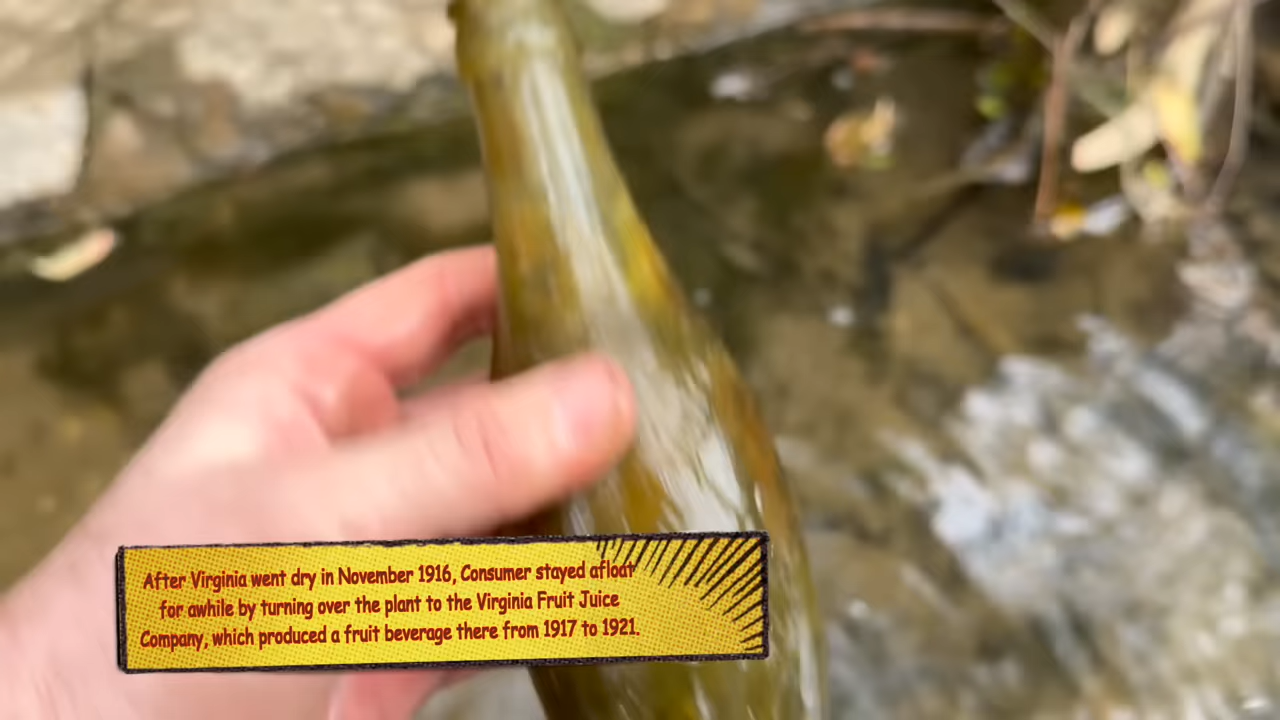 After Virginia went dry in November 1916, Consumer stayed afloat
for awhile by turning over the plant to the Virginia Fruit Juice
Company, which produced a fruit beverage there from 1917 to 1921.